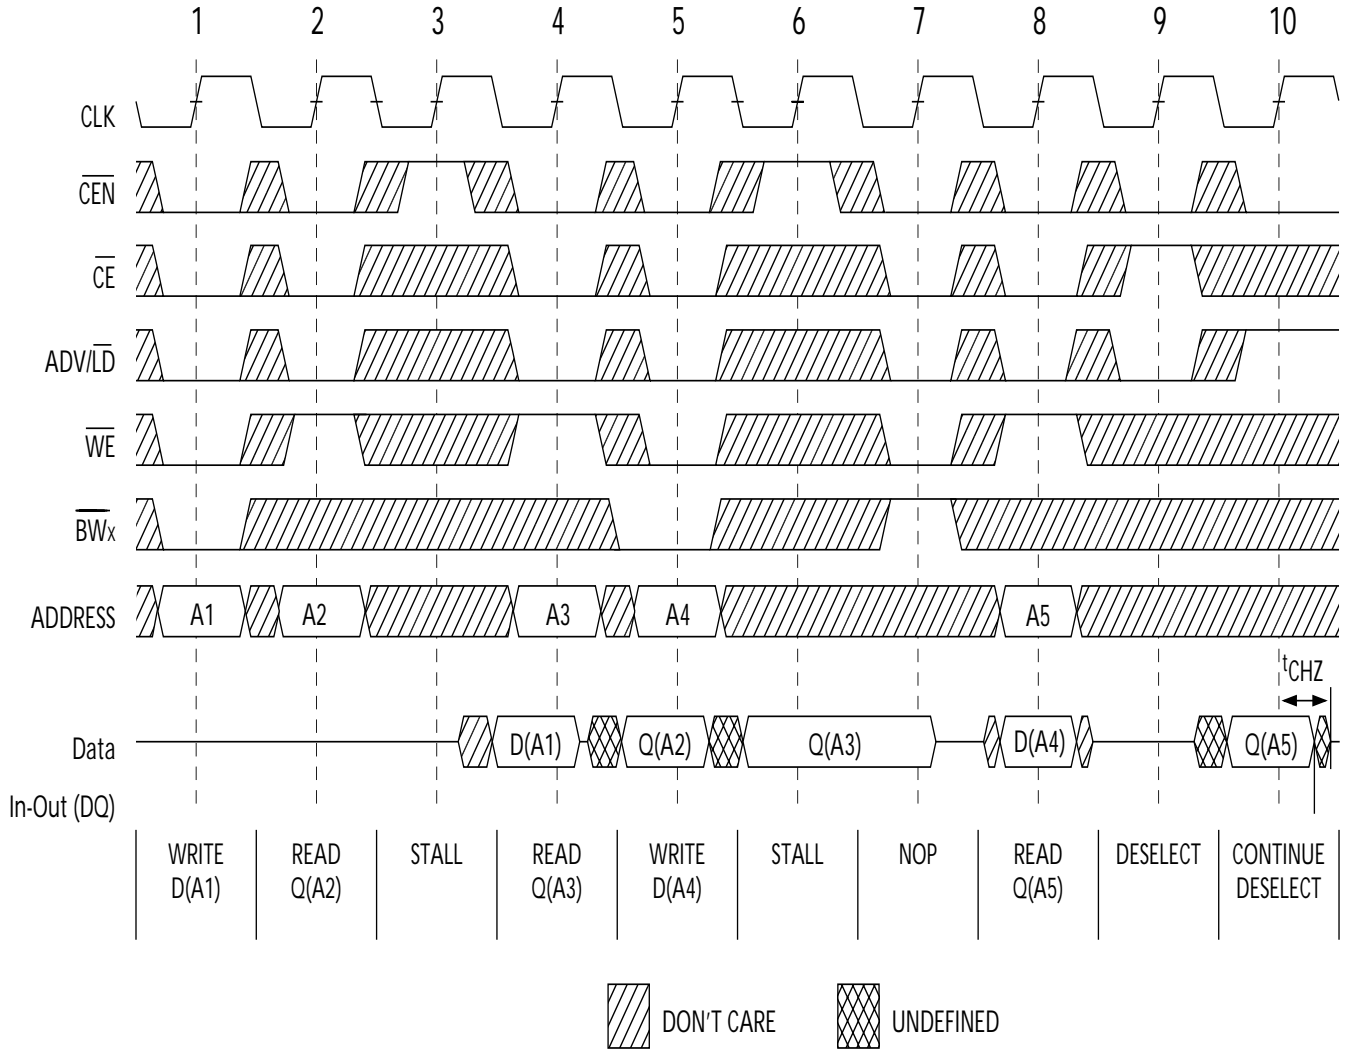 1 2 3 4 5 6 7 8 9 10
CLK
CEN
CE
ADV/LD
WE
BWx
ADDRESS A1 A2 A3 A4 A5
tCHZ
Data D(A1) Q(A2) Q(A3) D(A4) Q(A5)
In-Out (DQ)
WRITE READ STALL READ WRITE STALL NOP READ DESELECT CONTINUE
D(A1) Q(A2) Q(A3) D(A4) Q(A5) DESELECT
DON'T CARE UNDEFINED